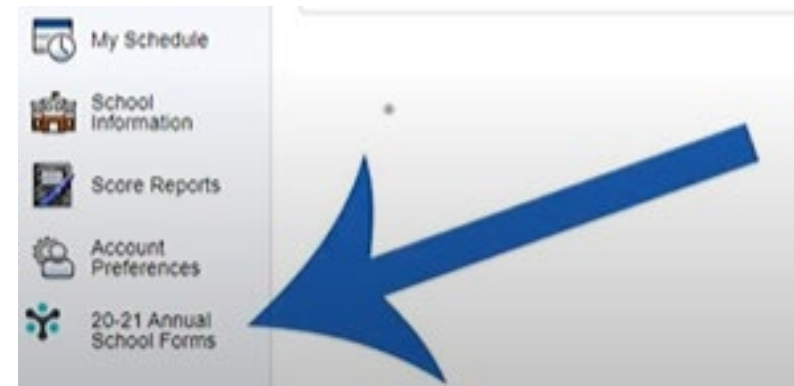 My Schedule
School
Information
Score Reports
Account
Preferences
20-21 Annual
School Forms